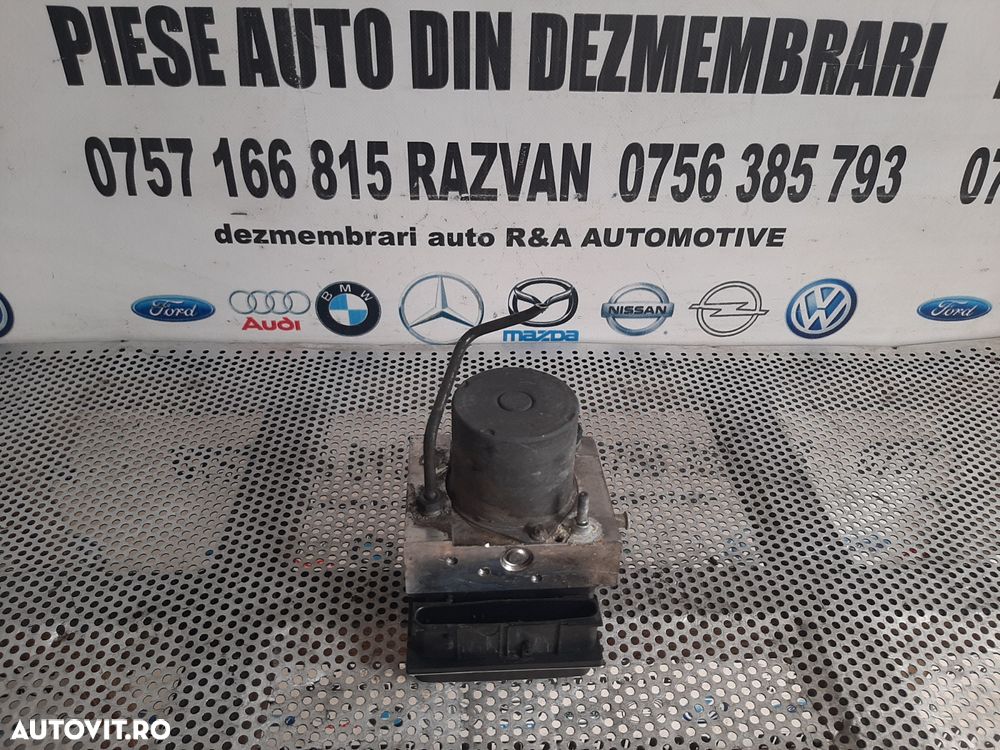 PIESE AUTO DIN DEZMEMBRARI
0757 166 815 RAZVAN 0756 385 793 07
dezmembrari auto R&A AUTOMOTIVE
Ford Audi BMW mazda NISSAN Ford
AUTOVIT.RO